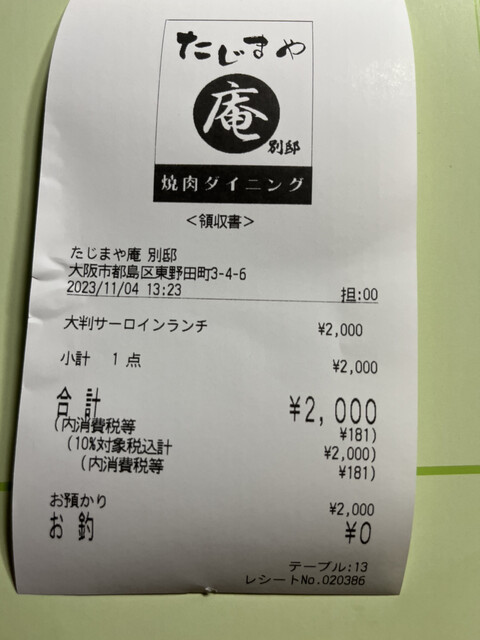 たじまや
庵
別邸
焼肉ダイニング
<領収書>
たじまや庵 別邸
大阪市都島区東野田町3-4-6
2023/11/04 13:23 担:00
大判サーロインランチ ¥2,000
小計 1 点 ¥2,000
合計 ¥2,000
(内消費税等 ¥181)
(10%対象税込計 ¥2,000)
(内消費税等 ¥181)
お預かり ¥2,000
お釣 ¥0
テーブル:13
レシートNo.020386